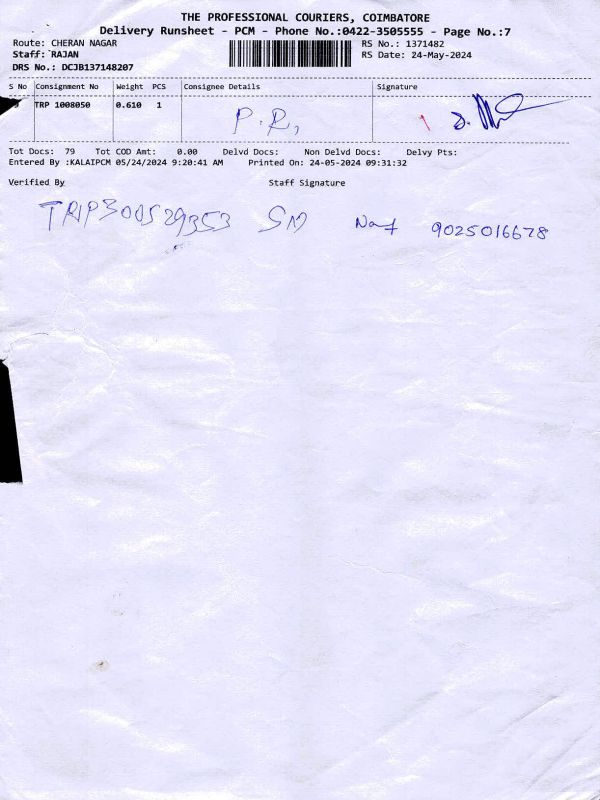 THE PROFESSIONAL COURIERS, COIMBATORE
Delivery Runsheet - PCM - Phone No.:0422-3505555 - Page No.:7
Route: CHERAN NAGAR RS No.: 1371482
Staff: RAJAN RS Date: 24-May-2024
DRS No.: DCJB137148207
S No Consignment No Weight PCS Consignee Details Signature
9 TRP 1008050 0.610 1 P.R,
Tot Docs: 79 Tot COD Amt: 0.00 Delvd Docs: Non Delvd Docs: Delvy Pts:
Entered By :KALAIPCM 05/24/2024 9:20:41 AM Printed On: 24-05-2024 09:31:32
Verified By Staff Signature
TRIP300529353 SM 9025016678